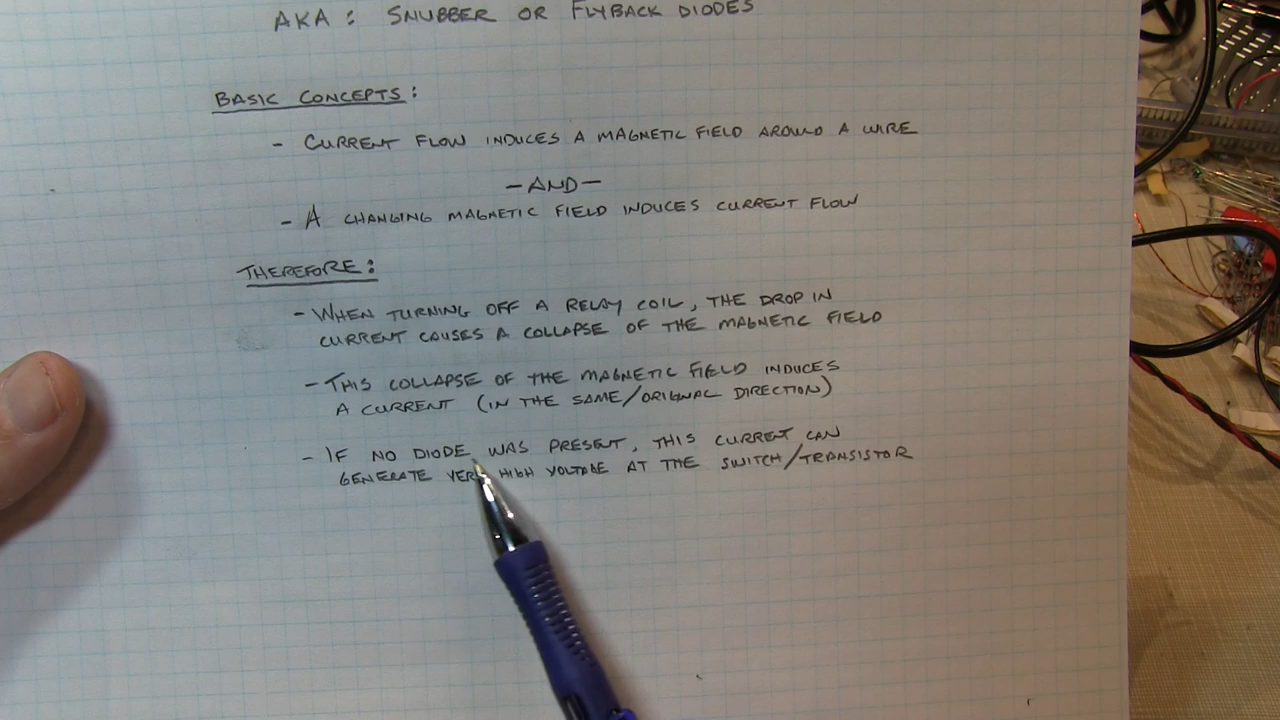 AKA: SNUBBER OR FLYBACK DIODES
BASIC CONCEPTS:
- CURRENT FLOW INDUCES A MAGNETIC FIELD AROUND A WIRE
-AND-
- A CHANGING MAGNETIC FIELD INDUCES CURRENT FLOW
THEREFORE:
- WHEN TURNING OFF A RELAY COIL, THE DROP IN
CURRENT CAUSES A COLLAPSE OF THE MAGNETIC FIELD
- THIS COLLAPSE OF THE MAGNETIC FIELD INDUCES
A CURRENT (IN THE SAME/ORIGINAL DIRECTION)
- IF NO DIODE WAS PRESENT, THIS CURRENT CAN
GENERATE VERY HIGH VOLTAGE AT THE SWITCH/TRANSISTOR